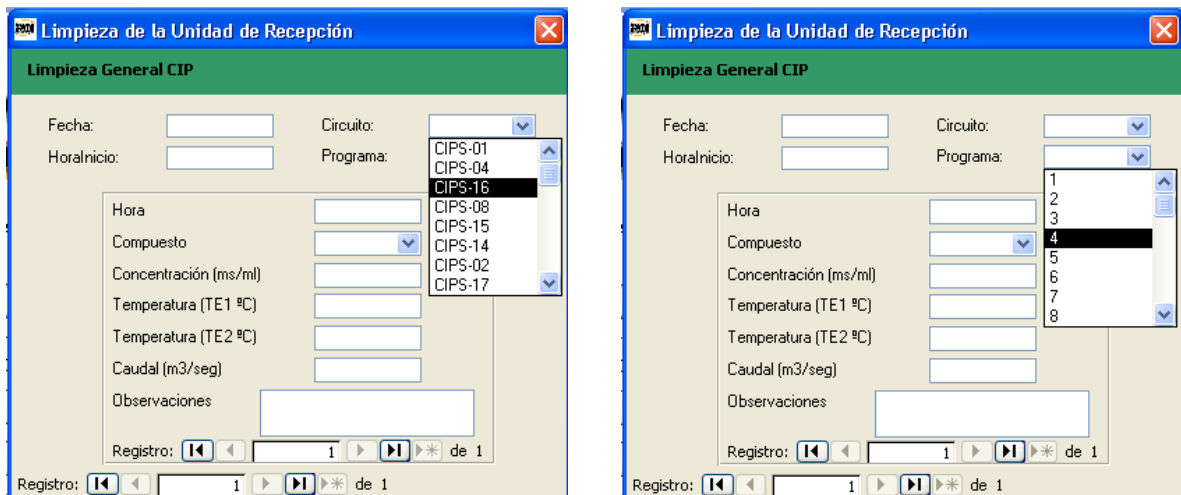 Limpieza de la Unidad de Recepción
Limpieza General CIP
Fecha:
Circuito:
HoraInicio:
Programa:
CIPS-01
CIPS-04
CIPS-16
CIPS-08
CIPS-15
CIPS-14
CIPS-02
CIPS-17
Hora
Compuesto
Concentración (ms/ml)
Temperatura (TE1 ºC)
Temperatura (TE2 ºC)
Caudal (m3/seg)
Observaciones
Registro: 1 de 1
Registro: 1 de 1
Limpieza de la Unidad de Recepción
Limpieza General CIP
Fecha:
Circuito:
HoraInicio:
Programa:
1
2
3
4
5
6
7
8
Hora
Compuesto
Concentración (ms/ml)
Temperatura (TE1 ºC)
Temperatura (TE2 ºC)
Caudal (m3/seg)
Observaciones
Registro: 1 de 1
Registro: 1 de 1